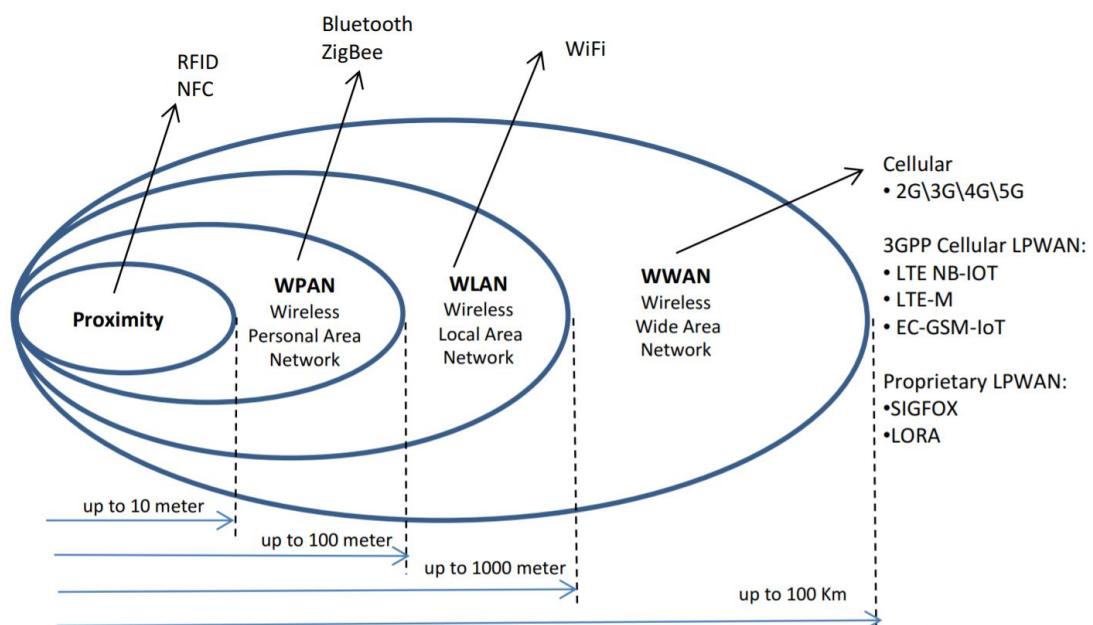 Bluetooth
ZigBee
RFID
NFC
WiFi
Cellular
• 2G\3G\4G\5G
3GPP Cellular LPWAN:
• LTE NB-IOT
• LTE-M
• EC-GSM-IoT
Proprietary LPWAN:
•SIGFOX
•LORA
Proximity
WPAN
Wireless
Personal Area
Network
WLAN
Wireless
Local Area
Network
WWAN
Wireless
Wide Area
Network
up to 10 meter
up to 100 meter
up to 1000 meter
up to 100 Km